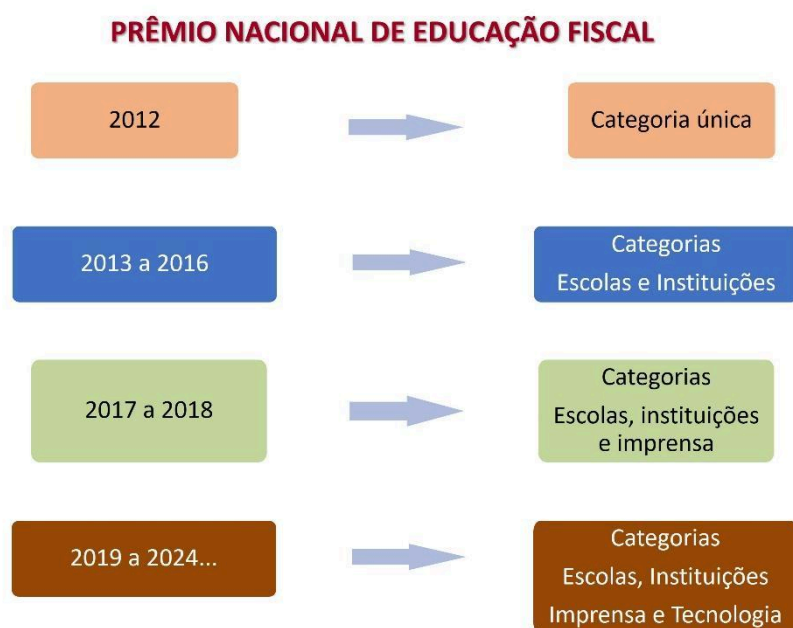 PRÊMIO NACIONAL DE EDUCAÇÃO FISCAL
2012
Categoria única
2013 a 2016
Categorias
Escolas e Instituições
2017 a 2018
Categorias
Escolas, instituições
e imprensa
2019 a 2024...
Categorias
Escolas, Instituições
Imprensa e Tecnologia